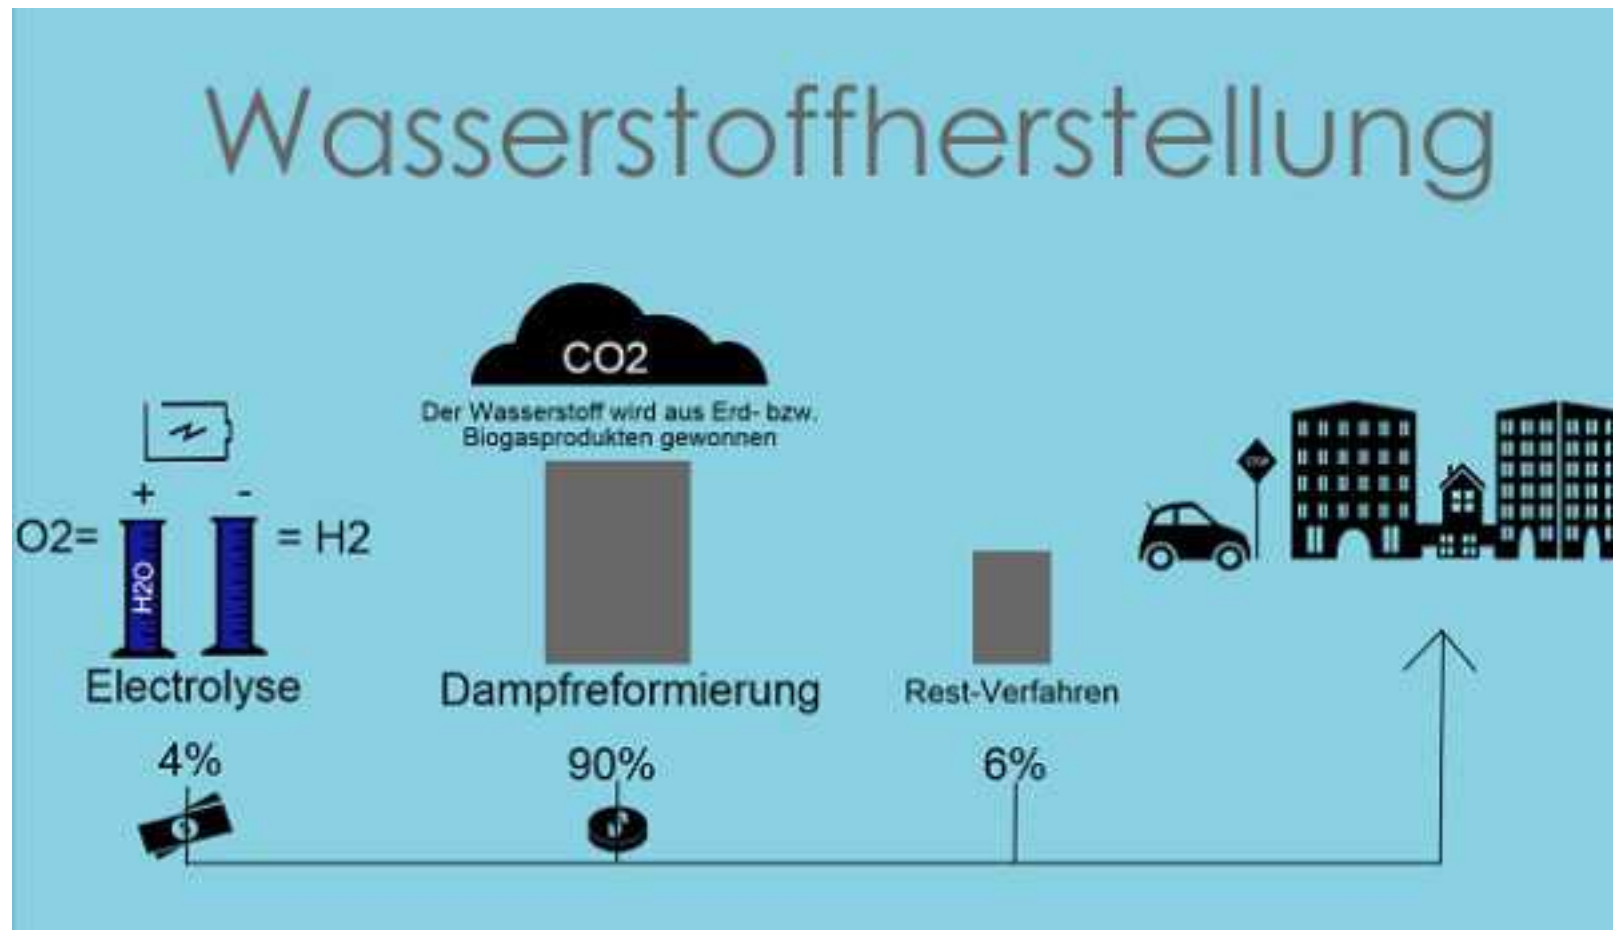 Wasserstoffherstellung
CO2
Der Wasserstoff wird aus Erd- bzw.
Biogasprodukten gewonnen
+ -
O2= H2O = H2
STOP
Electrolyse
Dampfreformierung
Rest-Verfahren
4%
90%
6%